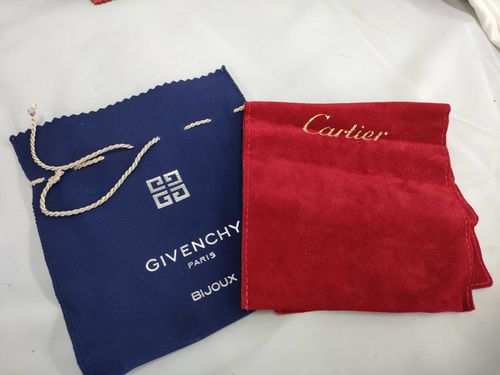 GIVENCHY
PARIS
BIJOUX
Cartier